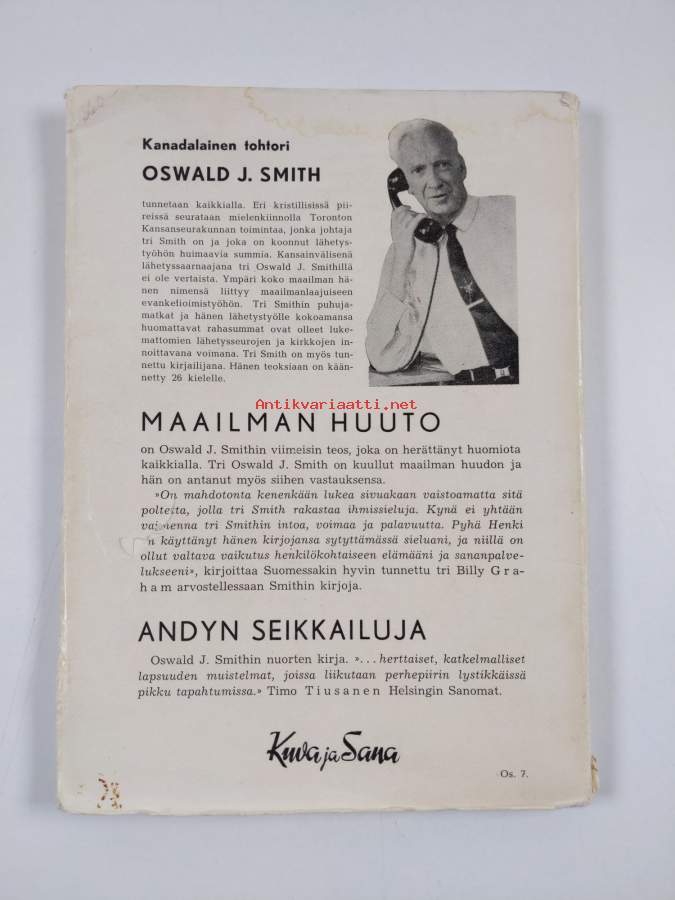 Kanadalainen tohtori
OSWALD J. SMITH
tunnetaan kaikkialla. Eri kristillisissä pii-
reissä seurataan mielenkiinnolla Toronton
Kansanseurakunnan toimintaa, jonka johtaja
tri Smith on ja joka on koonnut lähetys-
työhön huimaavia summia. Kansainvälisenä
lähetyssaarnaajana tri Oswald J. Smithillä
ei ole vertaista. Ympäri koko maailman hä-
nen nimensä liittyy maailmanlaajuiseen
evankelioimistyöhön. Tri Smithin puhuja-
matkat ja hänen lähetystyölle kokoamansa
huomattavat rahasummat ovat olleet luke-
mattomien lähetysseurojen ja kirkkojen in-
noittavana voimana. Tri Smith on myös tun-
nettu kirjailijana. Hänen teoksiaan on kään-
netty 26 kielelle.
Antikvariaatti.net
MAAILMAN HUUTO
on Oswald J. Smithin viimeisin teos, joka on herättänyt huomiota
kaikkialla. Tri Oswald J. Smith on kuullut maailman huudon ja
hän on antanut myös siihen vastauksensa.
»On mahdotonta kenenkään lukea sivuakaan vaistoamatta sitä
poltetta, jolla tri Smith rakastaa ihmissieluja. Kynä ei yhtään
vaimenna tri Smithin intoa, voimaa ja palavuutta. Pyhä Henki
n käyttänyt hänen kirjojansa sytyttämässä sieluani, ja niillä on
ollut valtava vaikutus henkilökohtaiseen elämääni ja sananpalve-
lukseeni», kirjoittaa Suomessakin hyvin tunnettu tri Billy Gra-
ham arvostellessaan Smithin kirjoja.
ANDYN SEIKKAILUJA
Oswald J. Smithin nuorten kirja. »... herttaiset, katkelmalliset
lapsuuden muistelmat, joissa liikutaan perhepiirin lystikkäissä
pikku tapahtumissa.» Timo Tiusanen Helsingin Sanomat.
Kuva ja Sana
Os. 7.